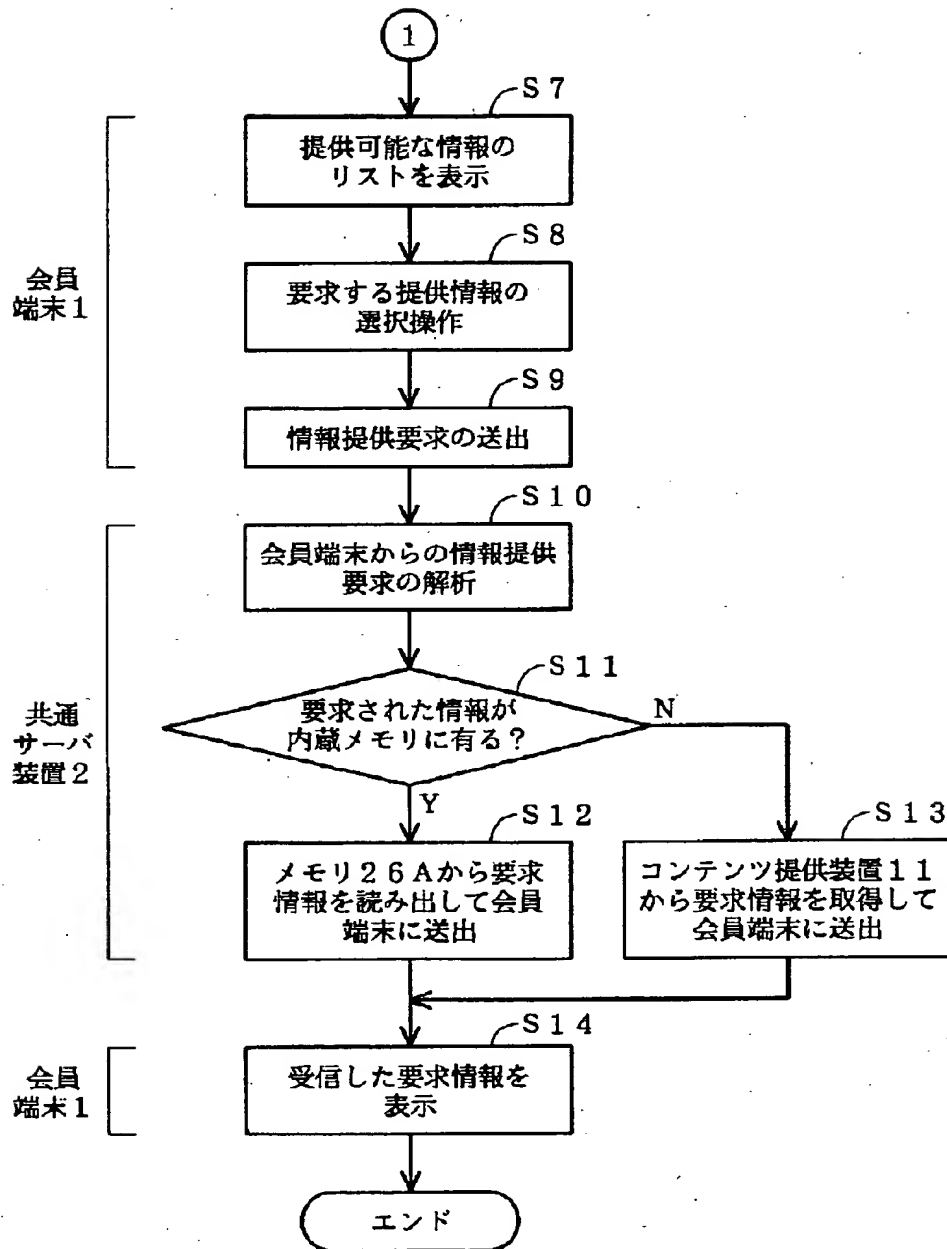 1
S7
提供可能な情報の
リストを表示
S8
会員
端末1
要求する提供情報の
選択操作
S9
情報提供要求の送出
S10
会員端末からの情報提供
要求の解析
S11
共通
サーバ
装置2
要求された情報が
内蔵メモリに有る?
N
Y
S12
S13
メモリ26Aから要求
情報を読み出して会員
端末に送出
コンテンツ提供装置11
から要求情報を取得して
会員端末に送出
S14
会員
端末1
受信した要求情報を
表示
エンド